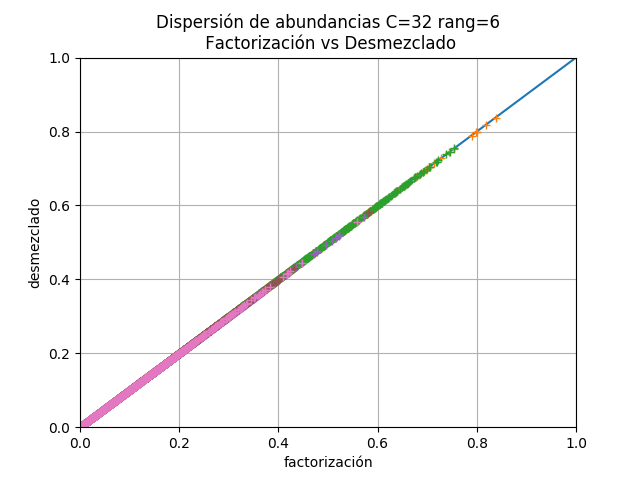 Dispersión de abundancias C=32 rang=6
Factorización vs Desmezclado
1.0
0.8
0.6
0.4
0.2
0.0
desmezclado
0.0 0.2 0.4 0.6 0.8 1.0
factorización